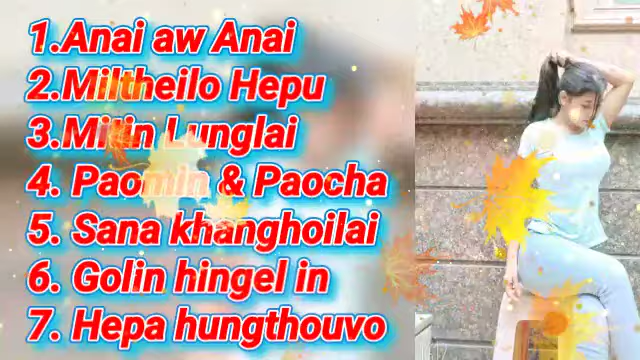 1.Anai aw Anai
2.Miltheilo Hepu
3.Mitin Lunglai
4. Paomin & Paocha
5. Sana khanghoilai
6. Golin hingel in
7. Hepa hungthouvo